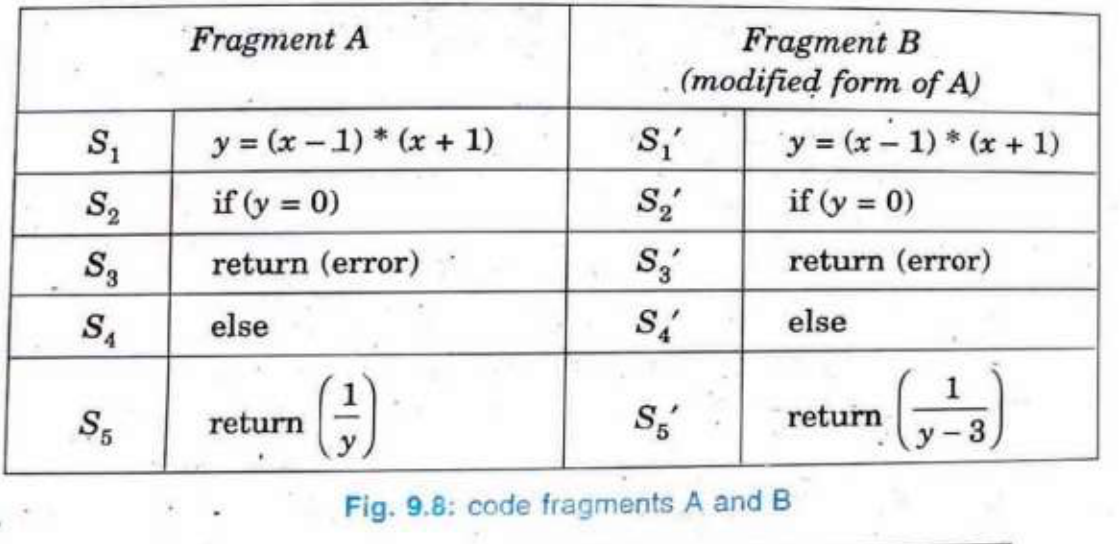 Fragment A Fragment B
(modified form of A)
S₁ y = (x – 1) * (x + 1) S₁′ y = (x – 1) * (x + 1)
S₂ if (y = 0) S₂′ if (y = 0)
S₃ return (error) S₃′ return (error)
S₄ else S₄′ else
S₅ return (1/y) S₅′ return (1/(y – 3))
Fig. 9.8: code fragments A and B